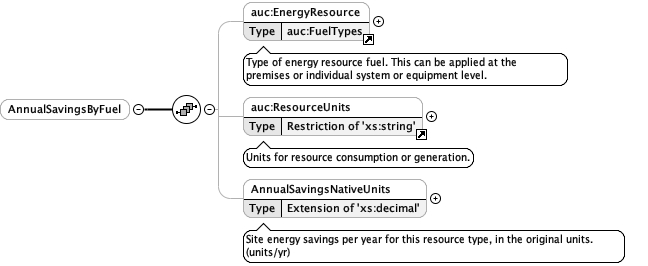 auc:EnergyResource
Type auc:FuelTypes
Type of energy resource fuel. This can be applied at the
premises or individual system or equipment level.
AnnualSavingsByFuel
auc:ResourceUnits
Type Restriction of 'xs:string'
Units for resource consumption or generation.
AnnualSavingsNativeUnits
Type Extension of 'xs:decimal'
Site energy savings per year for this resource type, in the original units.
(units/yr)